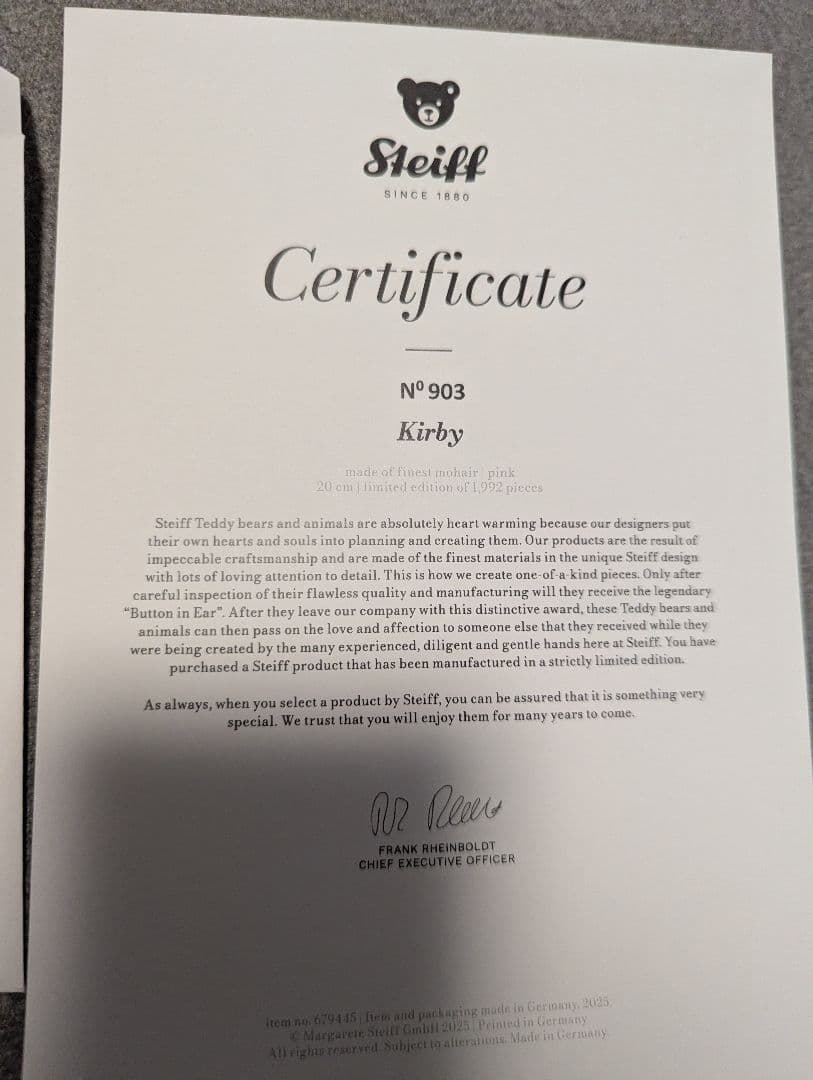 Steiff
SINCE 1880
Certificate
Nº 903
Kirby
made of finest mohair | pink
20 cm | limited edition of 1,992 pieces
Steiff Teddy bears and animals are absolutely heart warming because our designers put
their own hearts and souls into planning and creating them. Our products are the result of
impeccable craftsmanship and are made of the finest materials in the unique Steiff design
with lots of loving attention to detail. This is how we create one-of-a-kind pieces. Only after
careful inspection of their flawless quality and manufacturing will they receive the legendary
“Button in Ear”. After they leave our company with this distinctive award, these Teddy bears and
animals can then pass on the love and affection to someone else that they received while they
were being created by the many experienced, diligent and gentle hands here at Steiff. You have
purchased a Steiff product that has been manufactured in a strictly limited edition.
As always, when you select a product by Steiff, you can be assured that it is something very
special. We trust that you will enjoy them for many years to come.
FRANK RHEINBOLDT
CHIEF EXECUTIVE OFFICER
item no. 679445 | Item and packaging made in Germany, 2025
© Margarete Steiff GmbH 2025 | Printed in Germany
All rights reserved. Subject to alterations. Made in Germany.